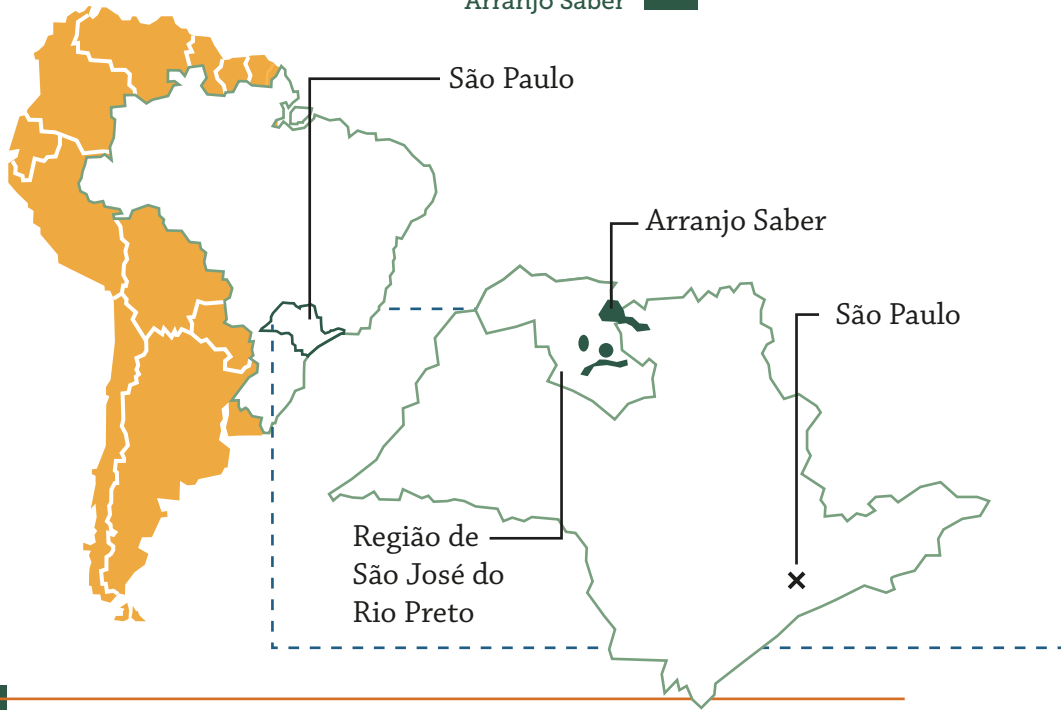 Arranjo Saber
São Paulo
Arranjo Saber
São Paulo
Região de
São José do
Rio Preto